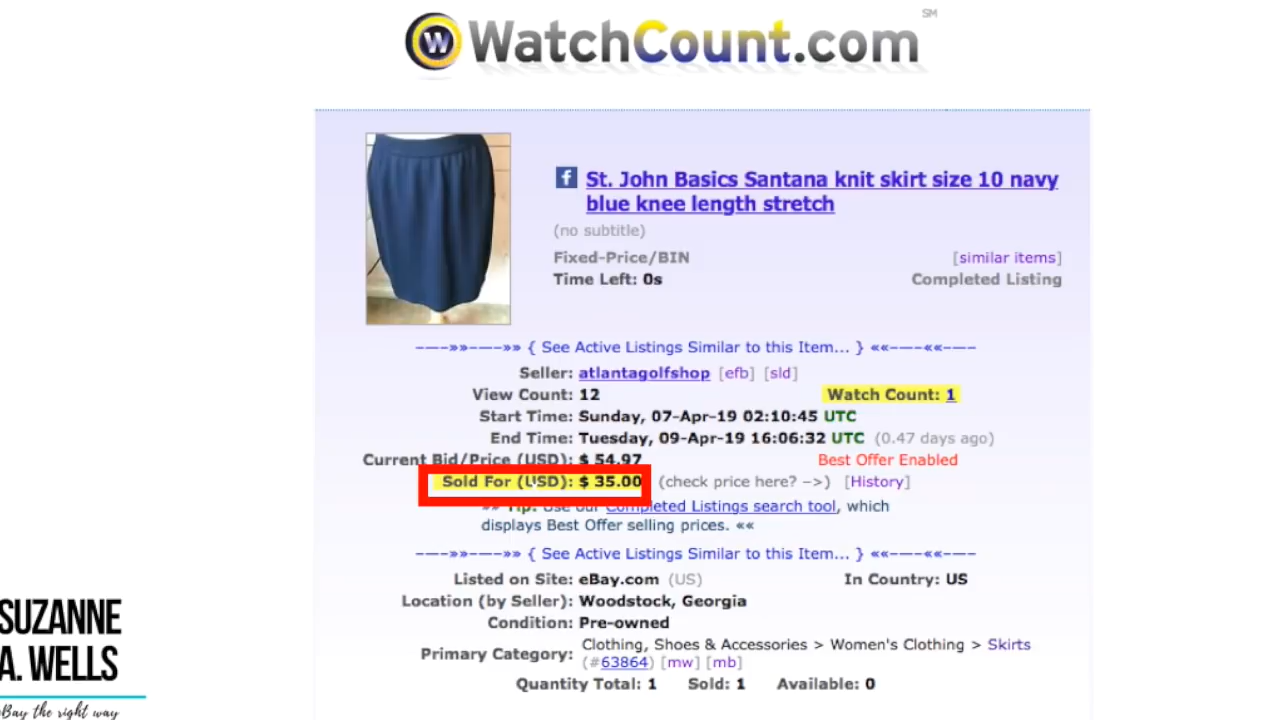 WatchCount.com SM
St. John Basics Santana knit skirt size 10 navy
blue knee length stretch
(no subtitle)
Fixed-Price/BIN [similar items]
Time Left: 0s Completed Listing
{ See Active Listings Similar to this Item... }
Seller: atlantagolfshop [efb] [sld]
View Count: 12 Watch Count: 1
Start Time: Sunday, 07-Apr-19 02:10:45 UTC
End Time: Tuesday, 09-Apr-19 16:06:32 UTC (0.47 days ago)
Current Bid/Price (USD): $ 54.97 Best Offer Enabled
Sold For (USD): $ 35.00 (check price here? –>) [History]
»» Tip: Use our Completed Listings search tool, which
displays Best Offer selling prices. ««
{ See Active Listings Similar to this Item... }
Listed on Site: eBay.com (US) In Country: US
Location (by Seller): Woodstock, Georgia
Condition: Pre-owned
Primary Category: Clothing, Shoes & Accessories > Women's Clothing > Skirts
(#63864) [mw] [mb]
Quantity Total: 1 Sold: 1 Available: 0
SUZANNE
A. WELLS
eBay the right way